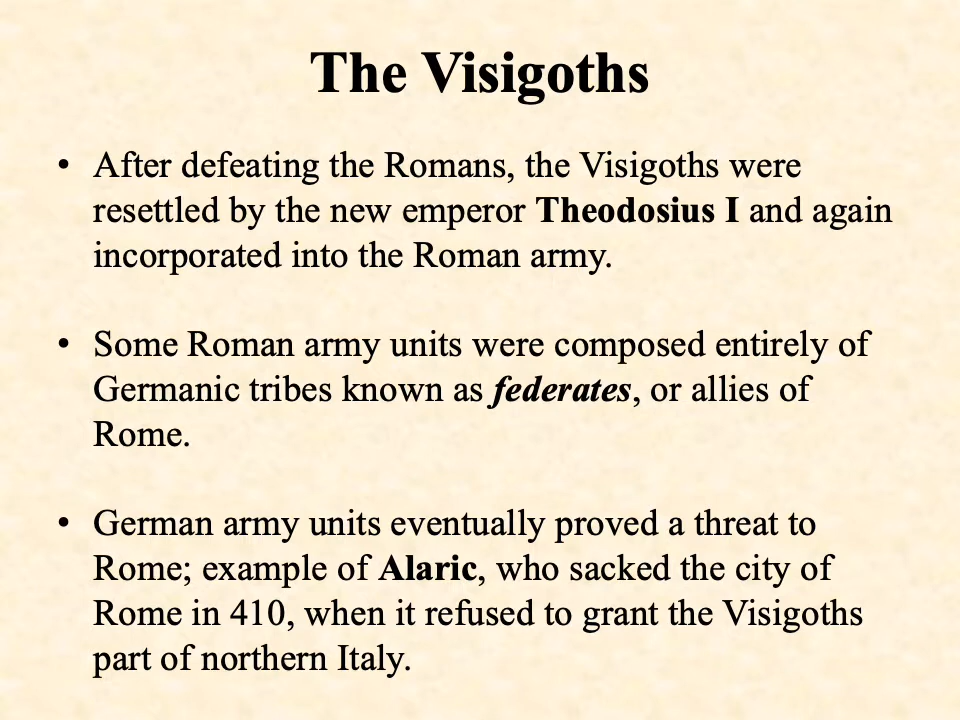 The Visigoths
• After defeating the Romans, the Visigoths were
resettled by the new emperor Theodosius I and again
incorporated into the Roman army.
• Some Roman army units were composed entirely of
Germanic tribes known as federates, or allies of
Rome.
• German army units eventually proved a threat to
Rome; example of Alaric, who sacked the city of
Rome in 410, when it refused to grant the Visigoths
part of northern Italy.